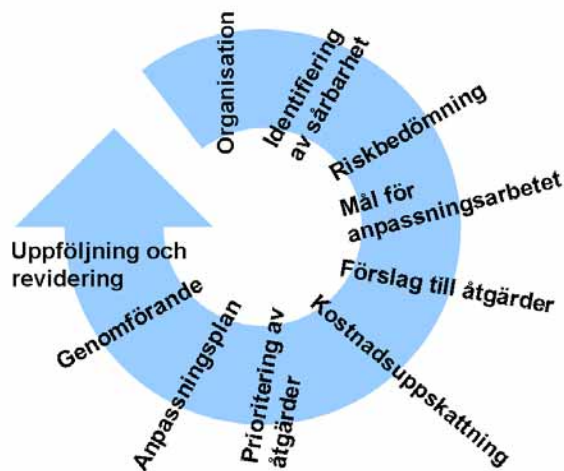 Organisation
Identifiering
av sårbarhet
Riskbedömning
Mål för
anpassningsarbetet
Förslag till åtgärder
Kostnadsuppskattning
Prioritering av
åtgärder
Anpassningsplan
Genomförande
Uppföljning och
revidering